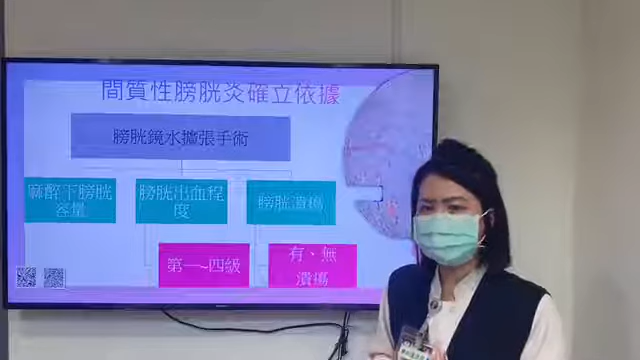 間質性膀胱炎確立依據
膀胱鏡水擴張手術
麻醉下膀胱
容量
膀胱出血程
度
膀胱潰瘍
第一~四級
有、無
潰瘍